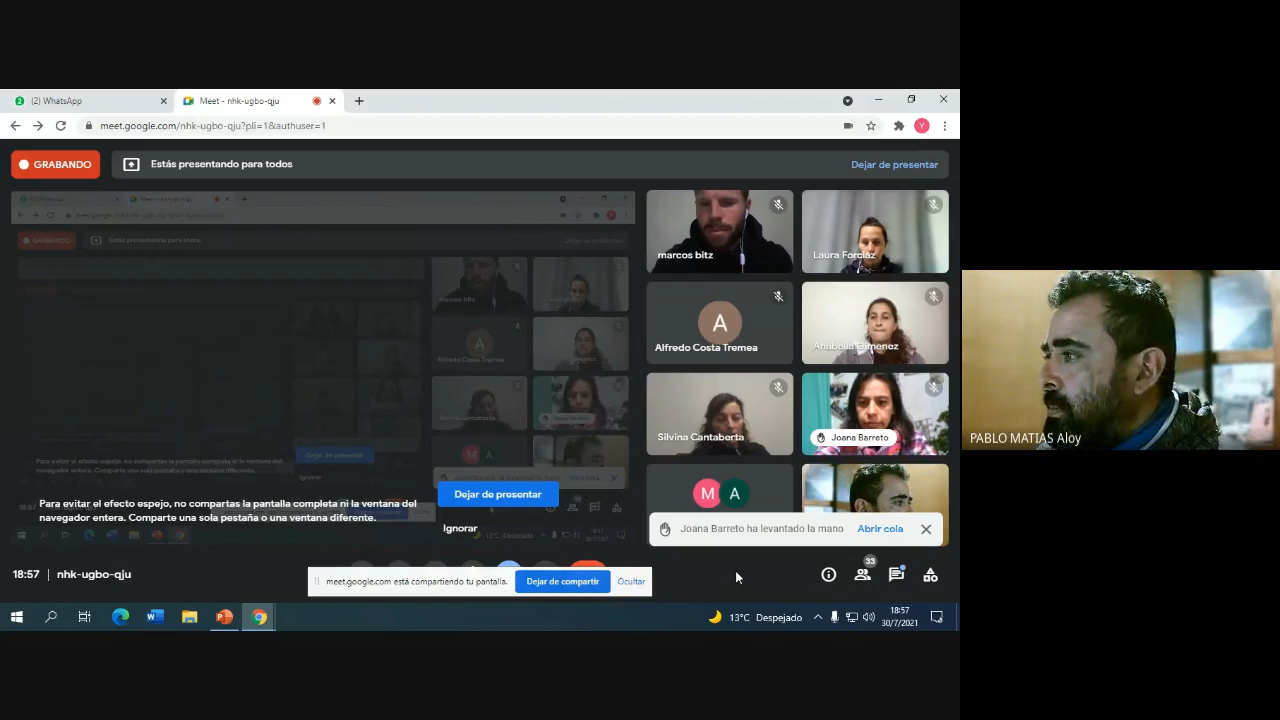 (2) WhatsApp
Meet - nhk-ugbo-qju
meet.google.com/nhk-ugbo-qju?pli=1&authuser=1
Y
GRABANDO
Estás presentando para todos
Dejar de presentar
marcos bitz
Laura Forclaz
A
Alfredo Costa Tremea
Anabella Gimenez
Silvina Cantaberta
Joana Barreto
M A
Joana Barreto ha levantado la mano
Abrir cola
Para evitar el efecto espejo, no compartas la pantalla completa ni la ventana del
navegador entera. Comparte una sola pestaña o una ventana diferente.
Dejar de presentar
Ignorar
18:57 | nhk-ugbo-qju
meet.google.com está compartiendo tu pantalla.
Dejar de compartir
Ocultar
33
13°C Despejado
18:57
30/7/2021
PABLO MATIAS Aloy